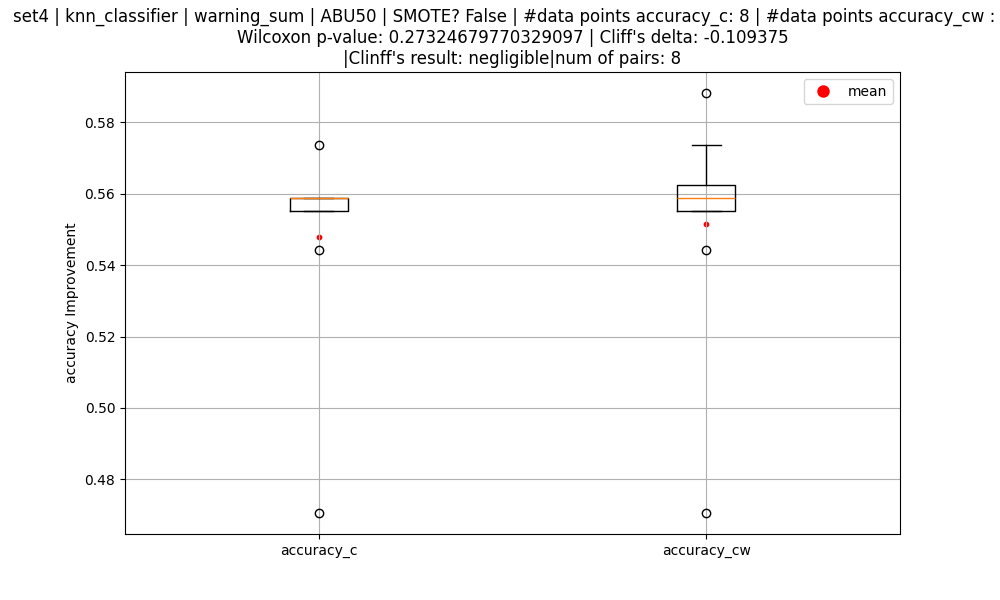 set4 | knn_classifier | warning_sum | ABU50 | SMOTE? False | #data points accuracy_c: 8 | #data points accuracy_cw :
Wilcoxon p-value: 0.27324679770329097 | Cliff's delta: -0.109375
|Clinff's result: negligible|num of pairs: 8
mean
0.58
0.56
0.54
0.52
0.50
0.48
accuracy Improvement
accuracy_c
accuracy_cw